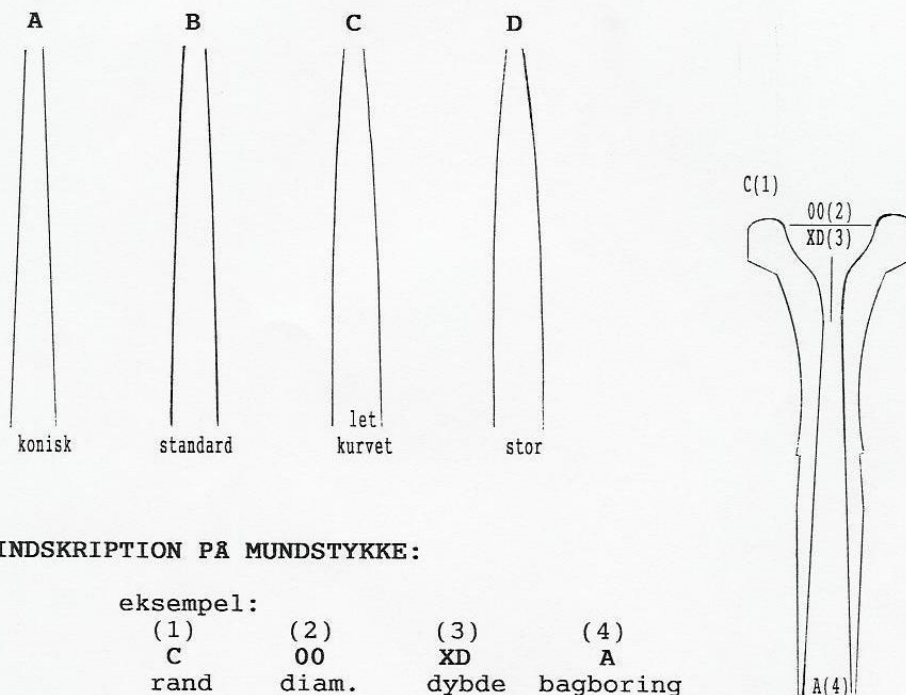 A B C D
let
konisk standard kurvet stor
C(1)
00(2)
XD(3)
INDSKRIPTION PÅ MUNDSTYKKE:
eksempel:
(1) (2) (3) (4)
C 00 XD A
rand diam. dybde bagboring
A(4)